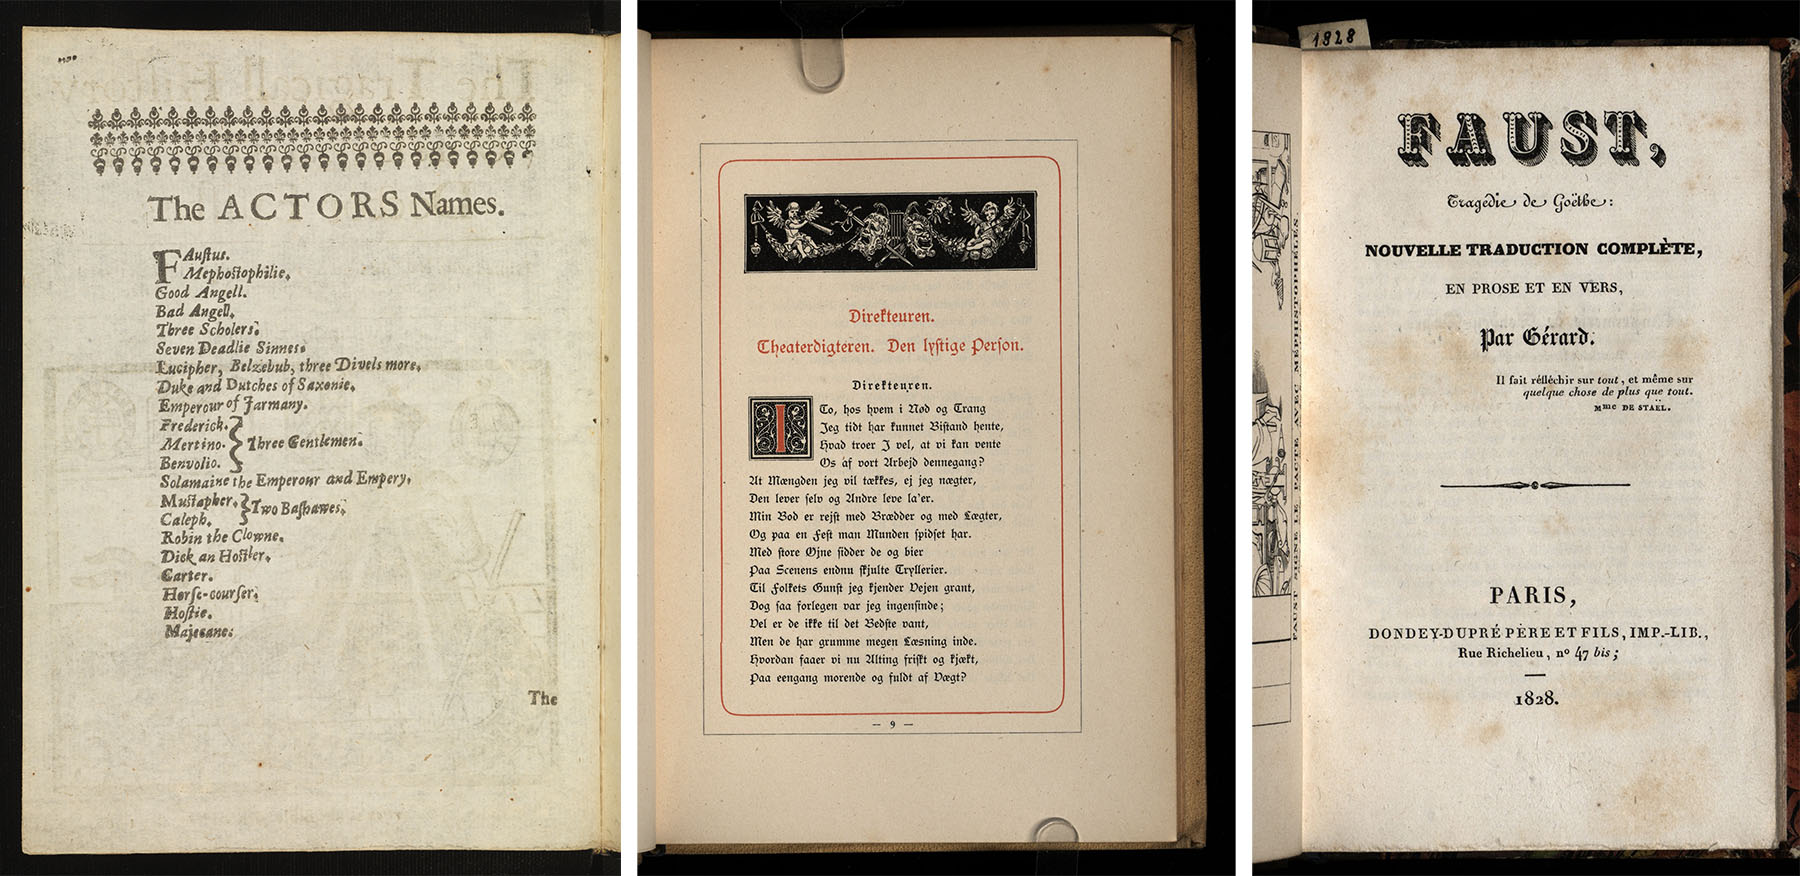 The ACTORS Names.
Fauſtus.
Mephoſtophilie.
Good Angell.
Bad Angell.
Three Scholers.
Seven Deadlie Sinnes.
Lucipher, Belzebub, three Divels more.
Duke and Dutches of Saxonie.
Emperour of Jarmany.
Frederick.
Mertino. Three Gentlemen.
Benvolio.
Solamaine the Emperour and Empery.
Muſtapher. Two Baſhawes.
Caleph.
Robin the Clowne.
Dick an Hoſtler.
Carter.
Horſe-courſer.
Hoſtis.
Majecane.
The
Direkteuren.
Theaterdigteren. Den lyſtige Perſon.
Direkteuren.
I To, hos hvem i Nød og Trang
Jeg tidt har kunnet Biſtand hente,
Hvad troer J vel, at vi kan vente
Os af vort Arbejd dennegang?
At Mængden jeg vil tækkes, ej jeg nægter,
Den lever ſelv og Andre leve la'er.
Min Bod er rejſt med Brædder og med Lægter,
Og paa en Feſt man Munden ſpidſet har.
Med ſtore Øjne ſidder de og bier
Paa Scenens endnu ſkjulte Tryllerier.
Til Folkets Gunſt jeg kjender Vejen grant,
Dog ſaa forlegen var jeg ingenſinde;
Vel er de ikke til det Bedſte vant,
Men de har grumme megen Læsning inde.
Hvordan faaer vi nu Alting friſkt og kjækt,
Paa eengang morende og fuldt af Vægt?
— 9 —
1828
FAUST SIGNE LE PACTE AVEC MÉPHISTOPHÉLÈS.
FAUST,
Tragédie de Goëthe:
NOUVELLE TRADUCTION COMPLÈTE,
EN PROSE ET EN VERS,
Par Gérard.
Il fait réfléchir sur tout, et même sur
quelque chose de plus que tout.
Mme DE STAËL.
PARIS,
DONDEY-DUPRÉ PÈRE ET FILS, IMP.-LIB.,
Rue Richelieu, nº 47 bis;
1828.